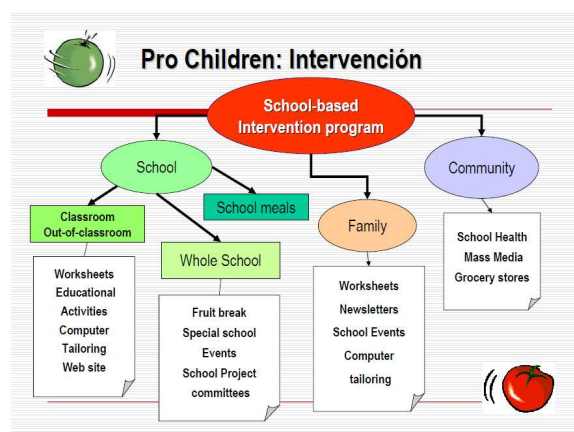 Pro Children: Intervención
School-based
Intervention program
School
Community
School meals
Classroom
Out-of-classroom
Family
Whole School
School Health
Mass Media
Grocery stores
Worksheets
Educational
Activities
Computer
Tailoring
Web site
Fruit break
Special school
Events
School Project
committees
Worksheets
Newsletters
School Events
Computer
tailoring